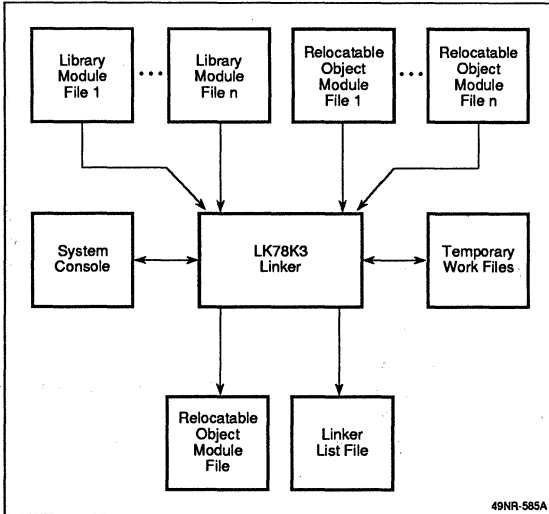 Library
Module
File 1
• • •
Library
Module
File n
Relocatable
Object
Module
File 1
• • •
Relocatable
Object
Module
File n
System
Console
LK78K3
Linker
Temporary
Work Files
Relocatable
Object
Module
File
Linker
List File
49NR-585A